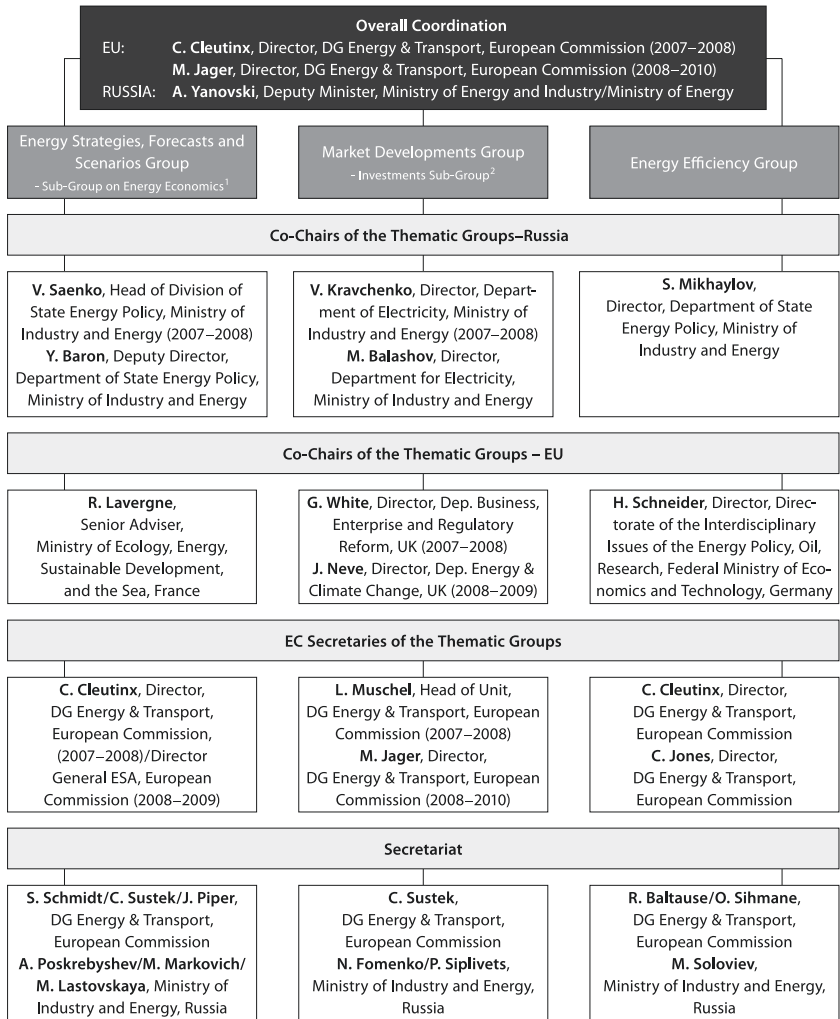 Overall Coordination
EU: C. Cleutinx, Director, DG Energy & Transport, European Commission (2007–2008)
M. Jager, Director, DG Energy & Transport, European Commission (2008–2010)
RUSSIA: A. Yanovski, Deputy Minister, Ministry of Energy and Industry/Ministry of Energy
Energy Strategies, Forecasts and
Scenarios Group
- Sub-Group on Energy Economics1
Market Developments Group
- Investments Sub-Group2
Energy Efficiency Group
Co-Chairs of the Thematic Groups–Russia
V. Saenko, Head of Division of
State Energy Policy, Ministry of
Industry and Energy (2007–2008)
Y. Baron, Deputy Director,
Department of State Energy Policy,
Ministry of Industry and Energy
V. Kravchenko, Director, Depart-
ment of Electricity, Ministry of
Industry and Energy (2007–2008)
M. Balashov, Director,
Department for Electricity,
Ministry of Industry and Energy
S. Mikhaylov,
Director, Department of State
Energy Policy, Ministry of
Industry and Energy
Co-Chairs of the Thematic Groups – EU
R. Lavergne,
Senior Adviser,
Ministry of Ecology, Energy,
Sustainable Development,
and the Sea, France
G. White, Director, Dep. Business,
Enterprise and Regulatory
Reform, UK (2007–2008)
J. Neve, Director, Dep. Energy &
Climate Change, UK (2008–2009)
H. Schneider, Director, Direc-
torate of the Interdisciplinary
Issues of the Energy Policy, Oil,
Research, Federal Ministry of Eco-
nomics and Technology, Germany
EC Secretaries of the Thematic Groups
C. Cleutinx, Director,
DG Energy & Transport,
European Commission,
(2007–2008)/Director
General ESA, European
Commission (2008–2009)
L. Muschel, Head of Unit,
DG Energy & Transport, European
Commission (2007–2008)
M. Jager, Director,
DG Energy & Transport, European
Commission (2008–2010)
C. Cleutinx, Director,
DG Energy & Transport,
European Commission
C. Jones, Director,
DG Energy & Transport,
European Commission
Secretariat
S. Schmidt/C. Sustek/J. Piper,
DG Energy & Transport,
European Commission
A. Poskrebyshev/M. Markovich/
M. Lastovskaya, Ministry of
Industry and Energy, Russia
C. Sustek,
DG Energy & Transport,
European Commission
N. Fomenko/P. Siplivets,
Ministry of Industry and Energy,
Russia
R. Baltause/O. Sihmane,
DG Energy & Transport,
European Commission
M. Soloviev,
Ministry of Industry and Energy,
Russia